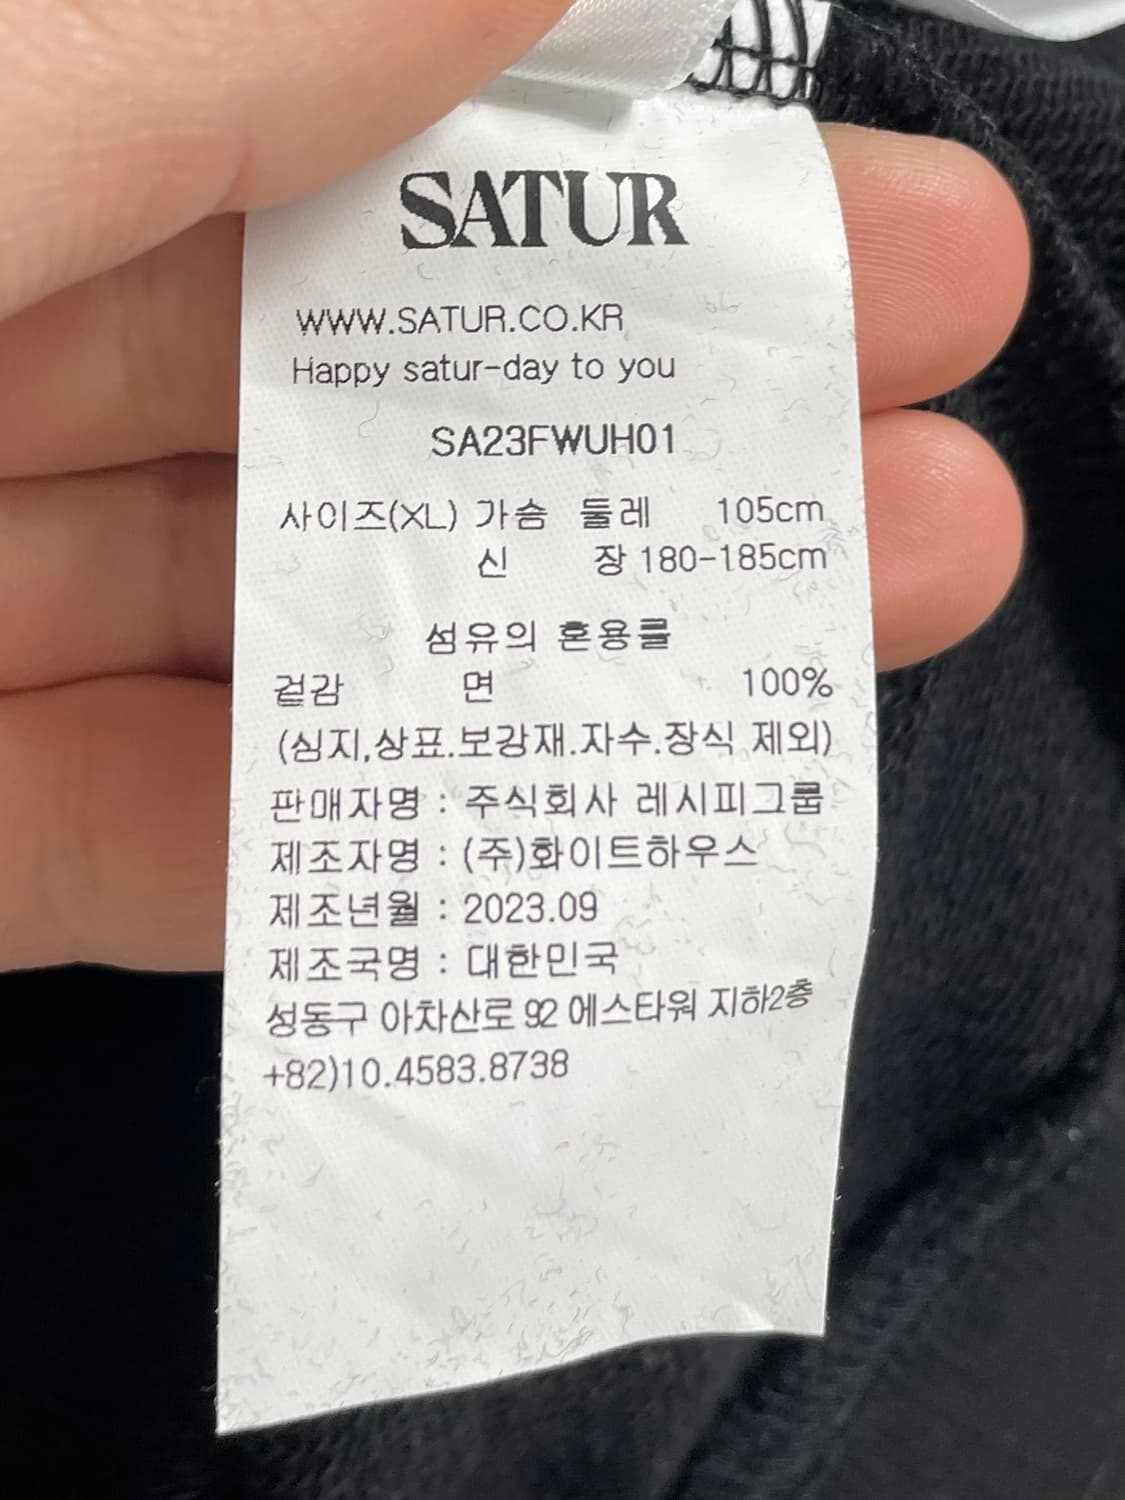 SATUR
WWW.SATUR.CO.KR
Happy satur-day to you
SA23FWUH01
사이즈(XL) 가슴 둘레 105cm
신 장 180-185cm
섬유의 혼용률
겉감 면 100%
(심지,상표.보강재.자수.장식 제외)
판매자명 : 주식회사 레시피그룹
제조자명 : (주)화이트하우스
제조년월 : 2023.09
제조국명 : 대한민국
성동구 아차산로 92 에스타워 지하2층
+82)10.4583.8738